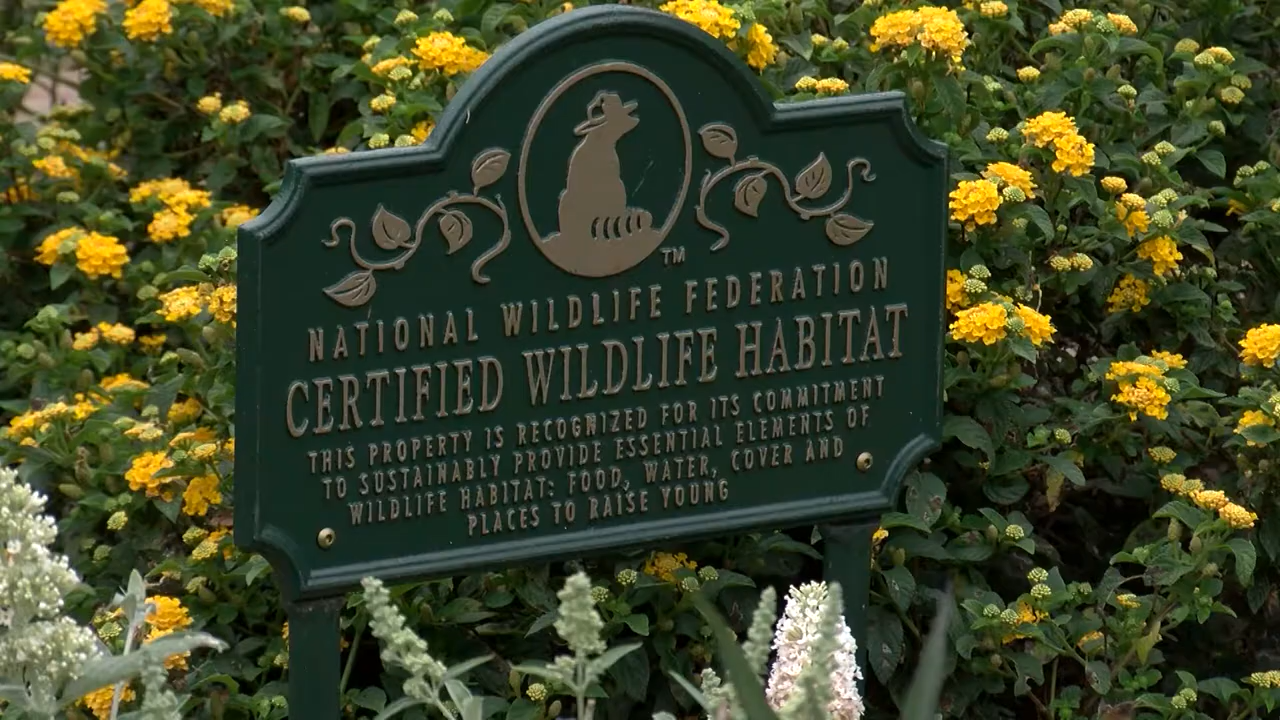 TM
NATIONAL WILDLIFE FEDERATION
CERTIFIED WILDLIFE HABITAT
THIS PROPERTY IS RECOGNIZED FOR ITS COMMITMENT
TO SUSTAINABLY PROVIDE ESSENTIAL ELEMENTS OF
WILDLIFE HABITAT: FOOD, WATER, COVER AND
PLACES TO RAISE YOUNG